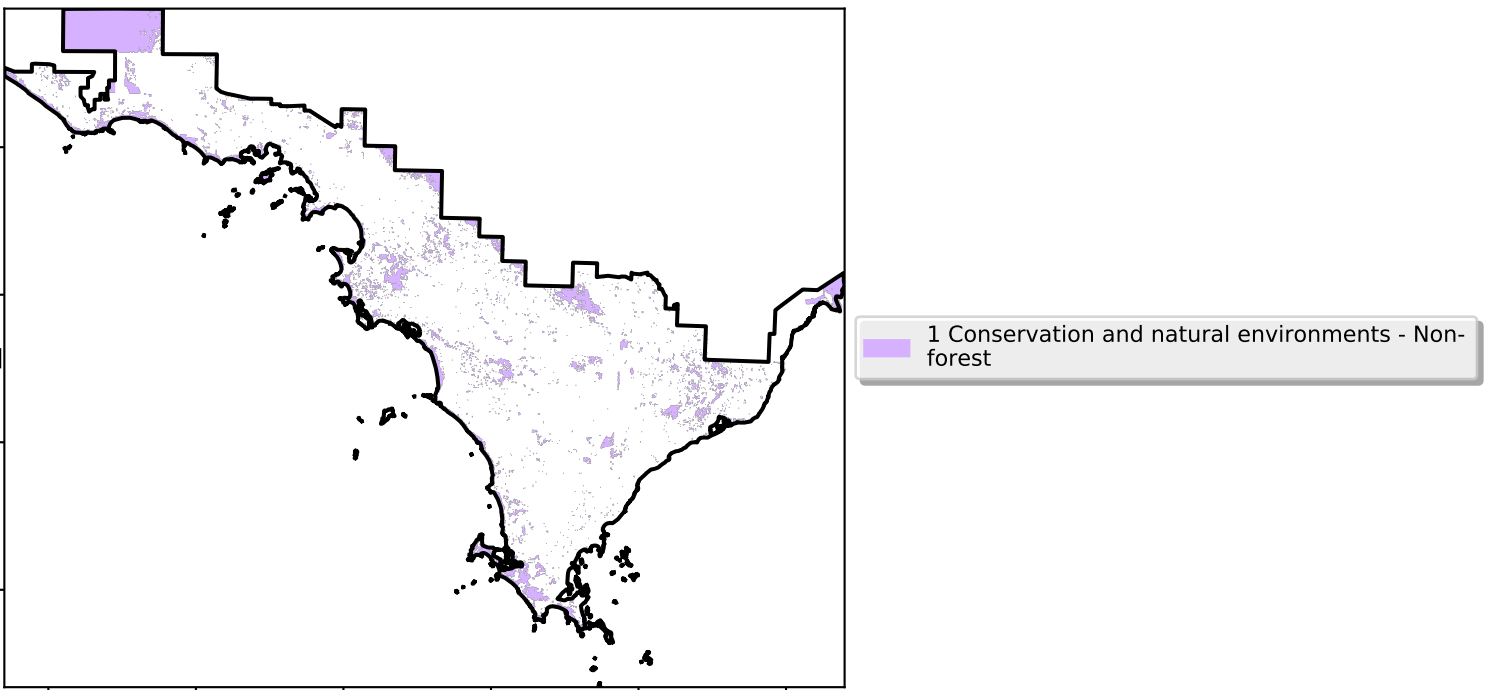 1 Conservation and natural environments - Non-
forest